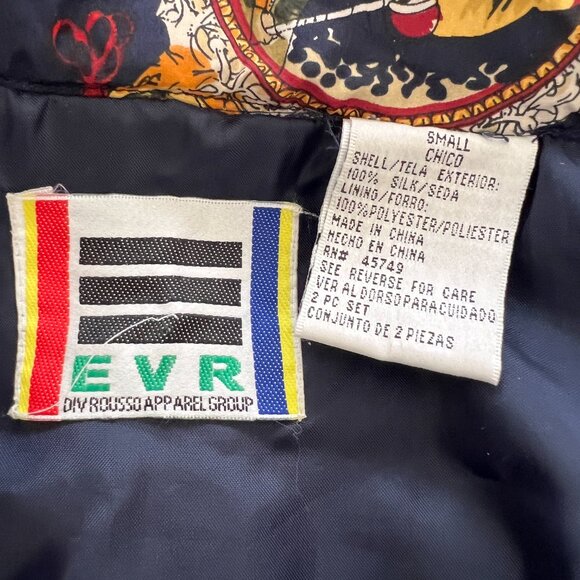 EVR
DIV ROUSSO APPAREL GROUP
SMALL
CHICO
SHELL/TELA EXTERIOR:
100% SILK/SEDA
LINING/FORRO:
100%POLYESTER/POLIESTER
MADE IN CHINA
HECHO EN CHINA
RN# 45749
SEE REVERSE FOR CARE
VER AL DORSO PARA CUIDADO
2 PC SET
CONJUNTO DE 2 PIEZAS